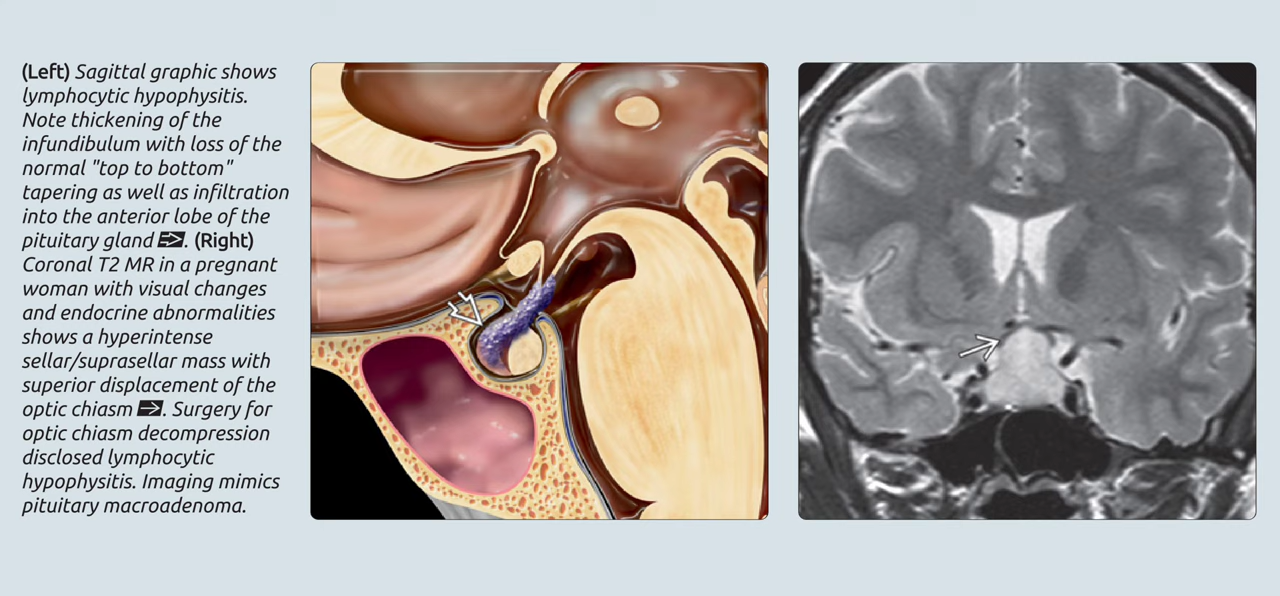 (Left) Sagittal graphic shows
lymphocytic hypophysitis.
Note thickening of the
infundibulum with loss of the
normal "top to bottom"
tapering as well as infiltration
into the anterior lobe of the
pituitary gland. (Right)
Coronal T2 MR in a pregnant
woman with visual changes
and endocrine abnormalities
shows a hyperintense
sellar/suprasellar mass with
superior displacement of the
optic chiasm. Surgery for
optic chiasm decompression
disclosed lymphocytic
hypophysitis. Imaging mimics
pituitary macroadenoma.